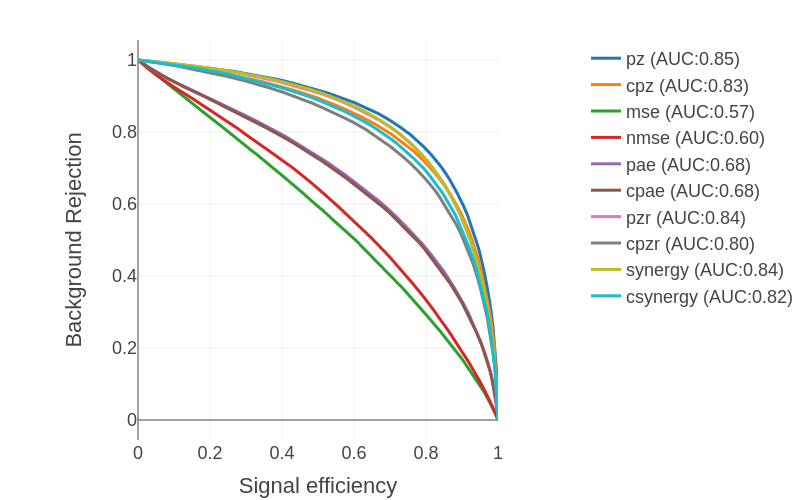 1
0.8
0.6
0.4
0.2
0
Background Rejection
0 0.2 0.4 0.6 0.8 1
Signal efficiency
pz (AUC:0.85)
cpz (AUC:0.83)
mse (AUC:0.57)
nmse (AUC:0.60)
pae (AUC:0.68)
cpae (AUC:0.68)
pzr (AUC:0.84)
cpzr (AUC:0.80)
synergy (AUC:0.84)
csynergy (AUC:0.82)